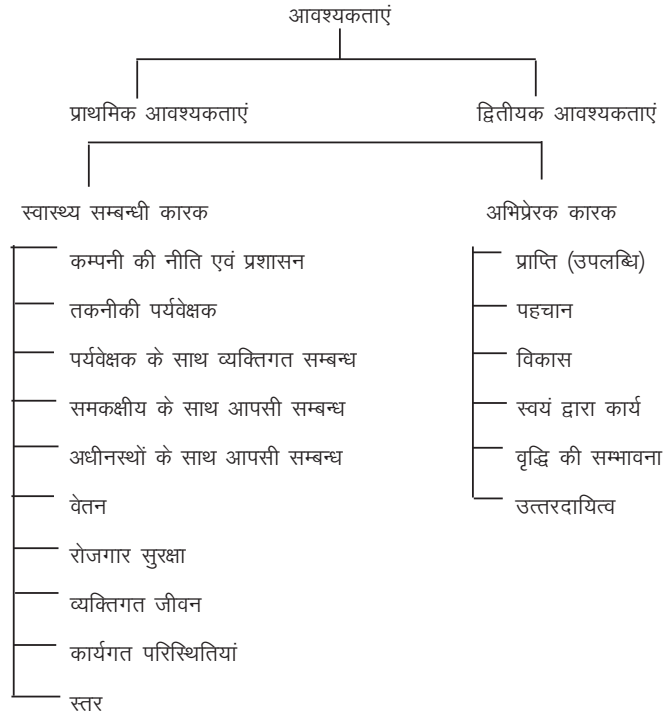 आवश्यकताएं
प्राथमिक आवश्यकताएं
द्वितीयक आवश्यकताएं
स्वास्थ्य सम्बन्धी कारक
कम्पनी की नीति एवं प्रशासन
तकनीकी पर्यवेक्षक
पर्यवेक्षक के साथ व्यक्तिगत सम्बन्ध
समकक्षीय के साथ आपसी सम्बन्ध
अधीनस्थों के साथ आपसी सम्बन्ध
वेतन
रोजगार सुरक्षा
व्यक्तिगत जीवन
कार्यगत परिस्थितियां
स्तर
अभिप्रेरक कारक
प्राप्ति (उपलब्धि)
पहचान
विकास
स्वयं द्वारा कार्य
वृद्धि की सम्भावना
उत्तरदायित्व